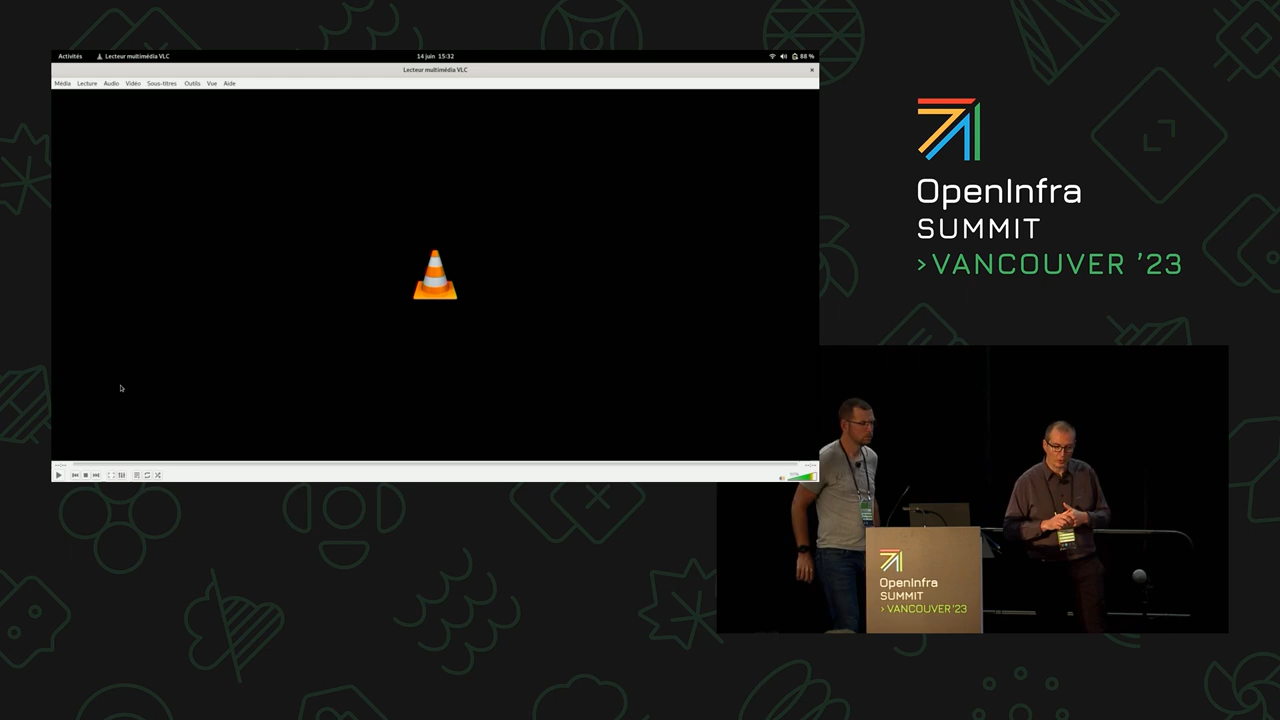 Activités Lecteur multimédia VLC 14 juin 15:32 88 %
Lecteur multimédia VLC
Média Lecture Audio Vidéo Sous-titres Outils Vue Aide
OpenInfra
SUMMIT
>VANCOUVER '23
OpenInfra
SUMMIT
> VANCOUVER '23